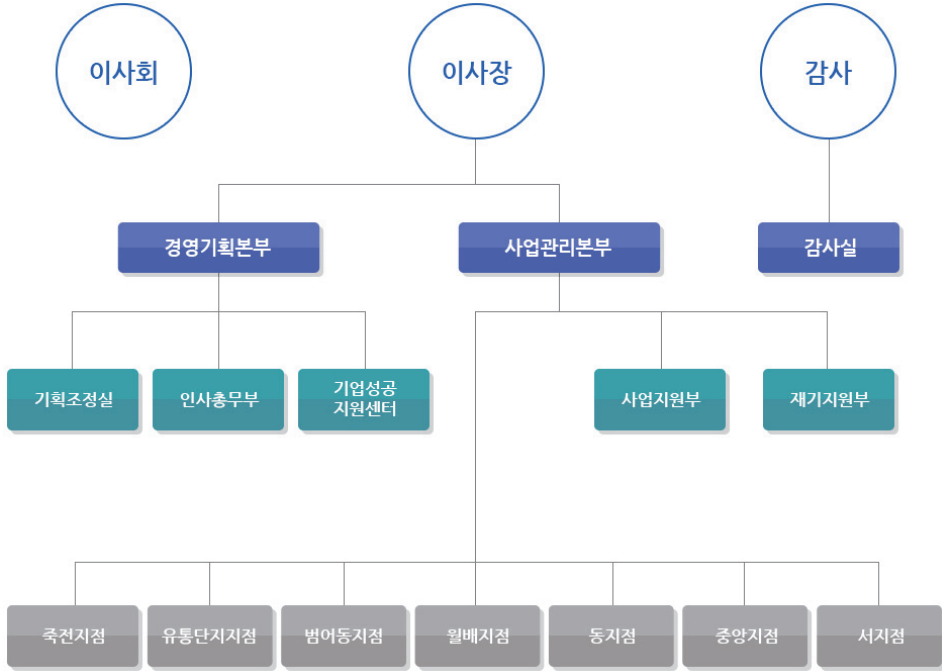 이사회
이사장
감사
경영기획본부
사업관리본부
감사실
기획조정실
인사총무부
기업성공
지원센터
사업지원부
재기지원부
죽전지점
유통단지지점
범어동지점
월배지점
동지점
중앙지점
서지점